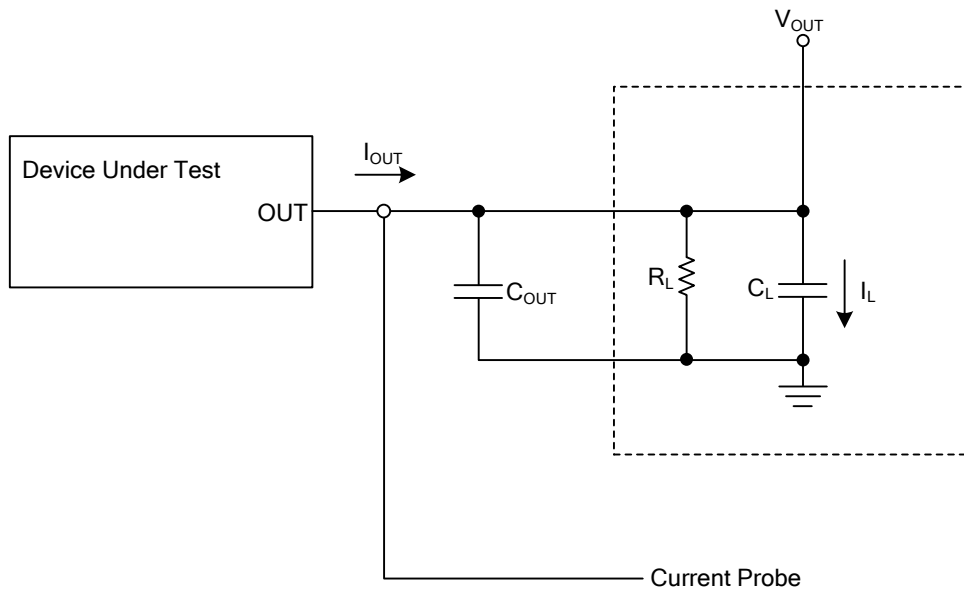 V_OUT
Device Under Test
I_OUT
OUT
C_OUT
R_L
C_L
I_L
Current Probe